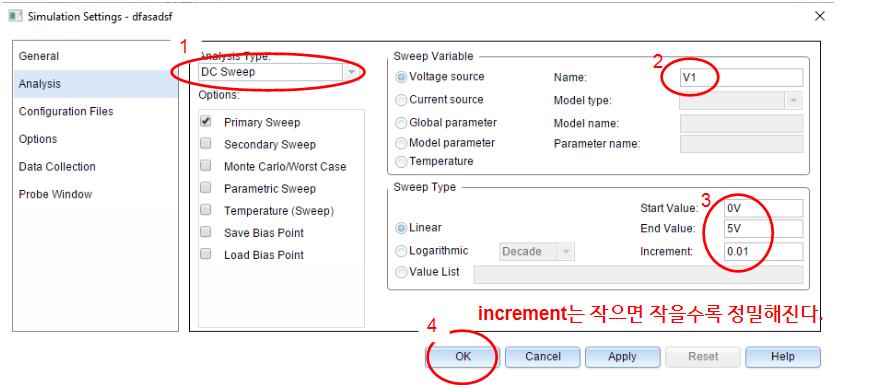 Simulation Settings - dfasadsf
General
Analysis
Configuration Files
Options
Data Collection
Probe Window
1
Analysis Type:
DC Sweep
Options:
Primary Sweep
Secondary Sweep
Monte Carlo/Worst Case
Parametric Sweep
Temperature (Sweep)
Save Bias Point
Load Bias Point
Sweep Variable
2
Voltage source Name: V1
Current source Model type:
Global parameter Model name:
Model parameter Parameter name:
Temperature
Sweep Type
3
Start Value: 0V
Linear End Value: 5V
Logarithmic Decade Increment: 0.01
Value List
increment는 작으면 작을수록 정밀해진다.
4
OK Cancel Apply Reset Help